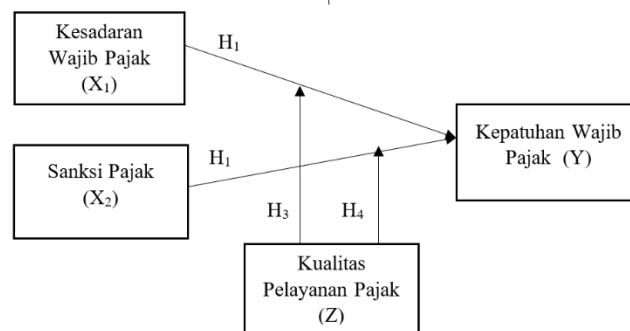 Kesadaran
Wajib Pajak
(X₁)
H₁
Kepatuhan Wajib
Pajak (Y)
Sanksi Pajak
(X₂)
H₁
H₃
H₄
Kualitas
Pelayanan Pajak
(Z)